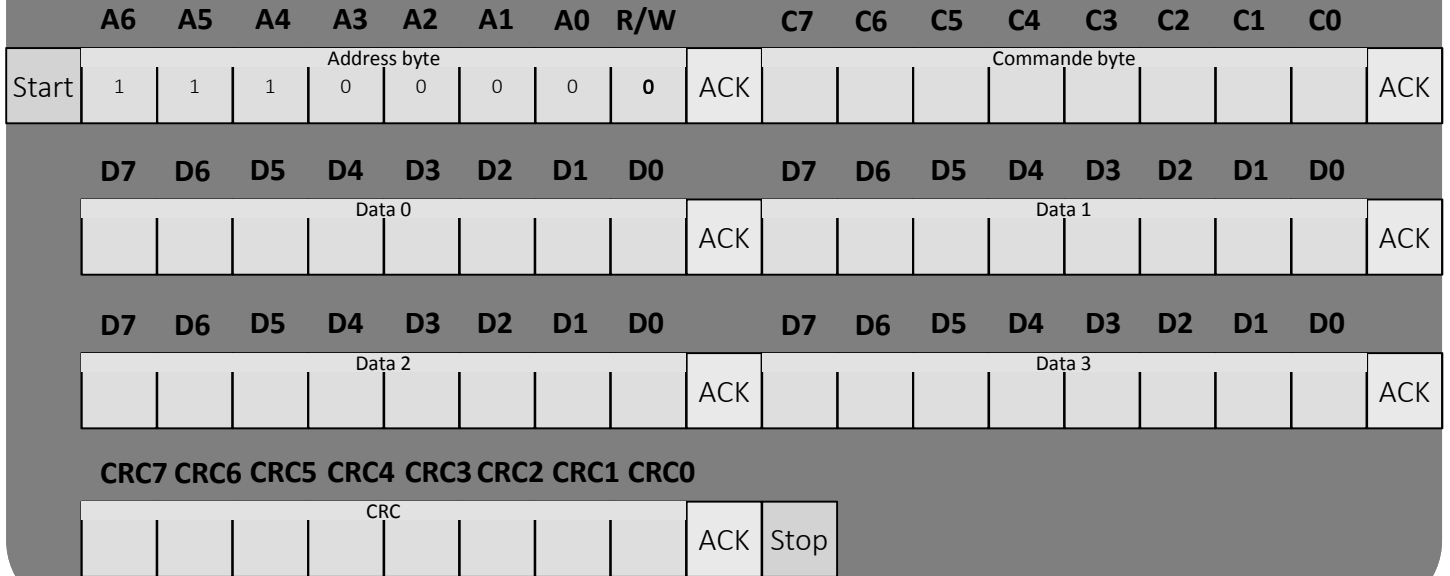 A6 A5 A4 A3 A2 A1 A0 R/W C7 C6 C5 C4 C3 C2 C1 C0
Address byte Commande byte
Start 1 1 1 0 0 0 0 0 ACK ACK
D7 D6 D5 D4 D3 D2 D1 D0 D7 D6 D5 D4 D3 D2 D1 D0
Data 0 Data 1
ACK ACK
D7 D6 D5 D4 D3 D2 D1 D0 D7 D6 D5 D4 D3 D2 D1 D0
Data 2 Data 3
ACK ACK
CRC7 CRC6 CRC5 CRC4 CRC3 CRC2 CRC1 CRC0
CRC
ACK Stop